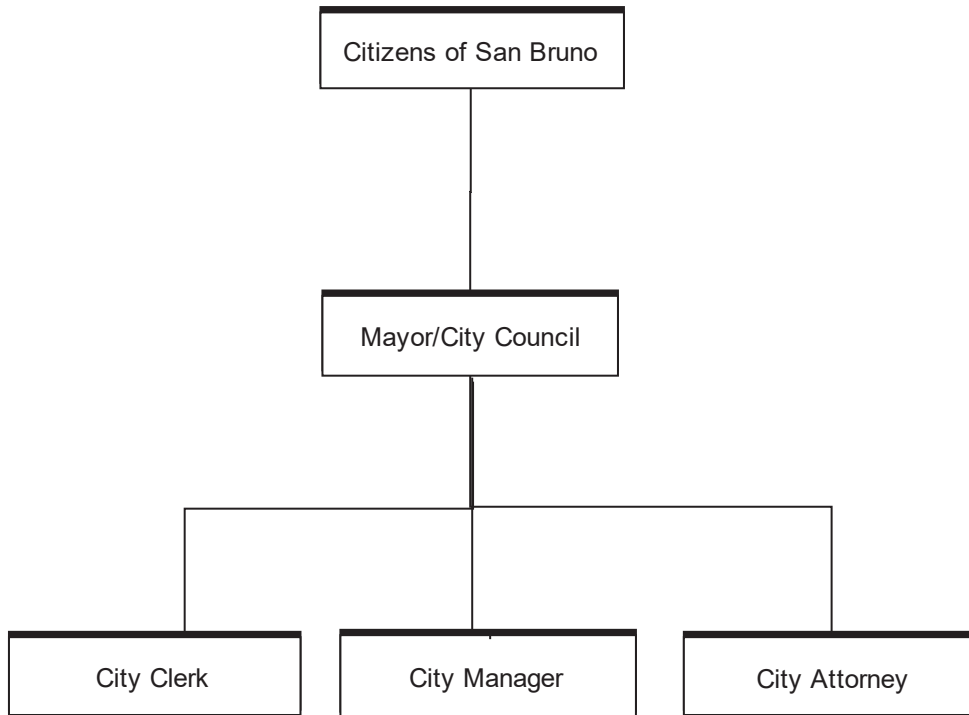 Citizens of San Bruno
Mayor/City Council
City Clerk
City Manager
City Attorney